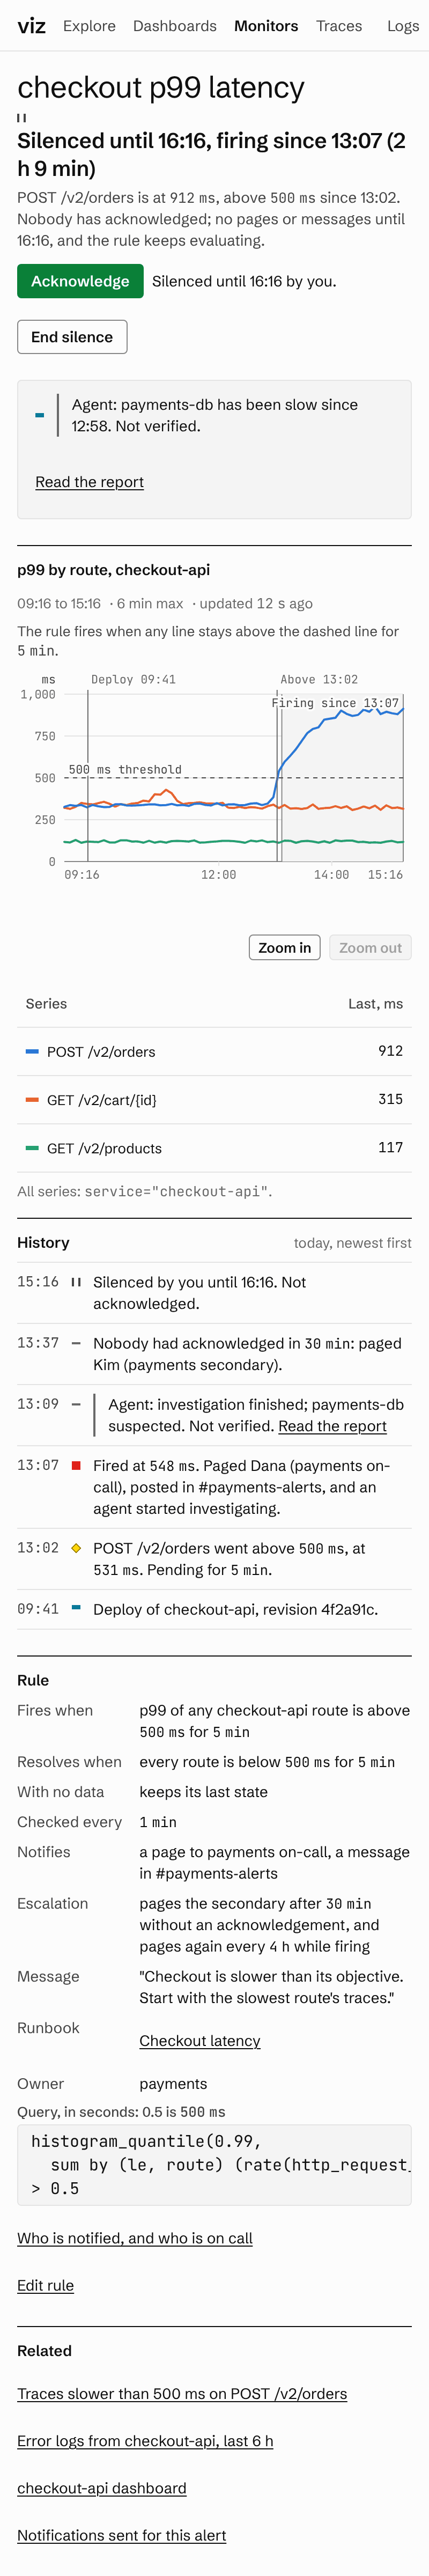 viz Explore Dashboards Monitors Traces Logs
checkout p99 latency
Silenced until 16:16, firing since 13:07 (2
h 9 min)
POST /v2/orders is at 912 ms, above 500 ms since 13:02.
Nobody has acknowledged; no pages or messages until
16:16, and the rule keeps evaluating.
Acknowledge Silenced until 16:16 by you.
End silence
Agent: payments-db has been slow since
12:58. Not verified.
Read the report
p99 by route, checkout-api
09:16 to 15:16 · 6 min max · updated 12 s ago
The rule fires when any line stays above the dashed line for
5 min.
ms Deploy 09:41 Above 13:02
1,000 Firing since 13:07
750
500 500 ms threshold
250
0
09:16 12:00 14:00 15:16
Zoom in Zoom out
Series Last, ms
POST /v2/orders 912
GET /v2/cart/{id} 315
GET /v2/products 117
All series: service="checkout-api".
History today, newest first
15:16 Silenced by you until 16:16. Not
acknowledged.
13:37 Nobody had acknowledged in 30 min: paged
Kim (payments secondary).
13:09 Agent: investigation finished; payments-db
suspected. Not verified. Read the report
13:07 Fired at 548 ms. Paged Dana (payments on-
call), posted in #payments-alerts, and an
agent started investigating.
13:02 POST /v2/orders went above 500 ms, at
531 ms. Pending for 5 min.
09:41 Deploy of checkout-api, revision 4f2a91c.
Rule
Fires when p99 of any checkout-api route is above
500 ms for 5 min
Resolves when every route is below 500 ms for 5 min
With no data keeps its last state
Checked every 1 min
Notifies a page to payments on-call, a message
in #payments-alerts
Escalation pages the secondary after 30 min
without an acknowledgement, and
pages again every 4 h while firing
Message "Checkout is slower than its objective.
Start with the slowest route's traces."
Runbook Checkout latency
Owner payments
Query, in seconds: 0.5 is 500 ms
histogram_quantile(0.99,
sum by (le, route) (rate(http_request_
> 0.5
Who is notified, and who is on call
Edit rule
Related
Traces slower than 500 ms on POST /v2/orders
Error logs from checkout-api, last 6 h
checkout-api dashboard
Notifications sent for this alert